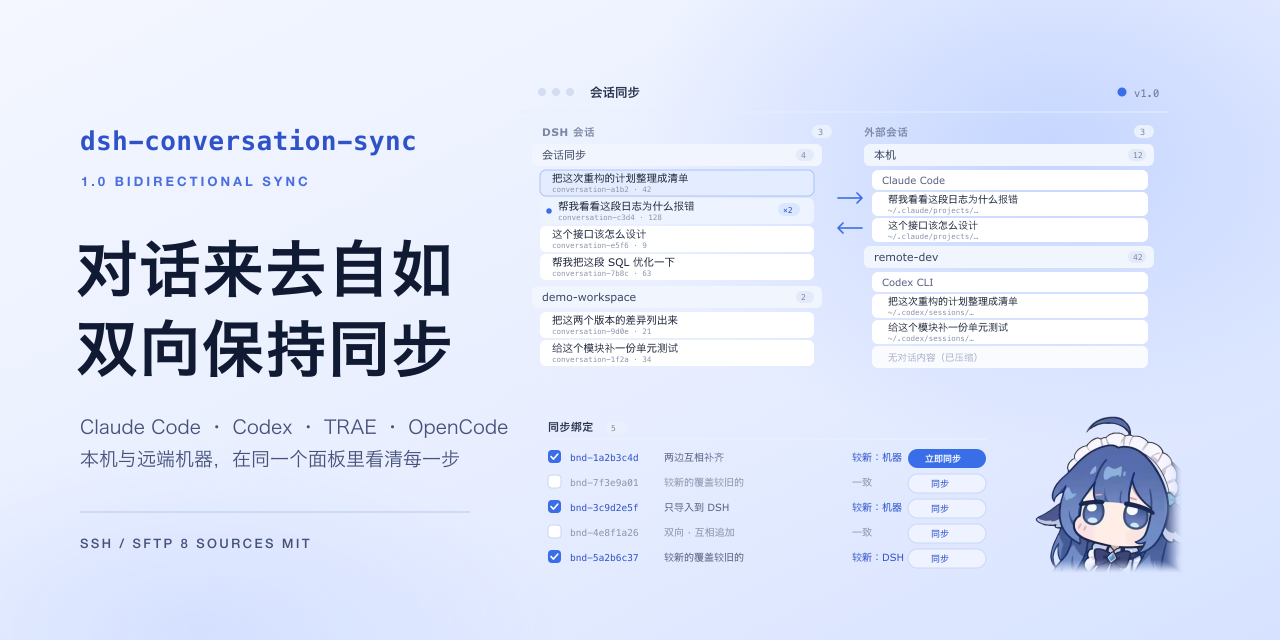 dsh-conversation-sync
1.0 BIDIRECTIONAL SYNC
对话来去自如
双向保持同步
Claude Code · Codex · TRAE · OpenCode
本机与远端机器，在同一个面板里看清每一步
SSH / SFTP 8 SOURCES MIT
会话同步
v1.0
DSH 会话 3
会话同步 4
把这次重构的计划整理成清单
conversation-a1b2 · 42
帮我看看这段日志为什么报错 ×2
conversation-c3d4 · 128
这个接口该怎么设计
conversation-e5f6 · 9
帮我把这段 SQL 优化一下
conversation-7b8c · 63
demo-workspace 2
把这两个版本的差异列出来
conversation-9d0e · 21
给这个模块补一份单元测试
conversation-1f2a · 34
外部会话 3
本机 12
Claude Code
帮我看看这段日志为什么报错
~/.claude/projects/…
这个接口该怎么设计
~/.claude/projects/…
remote-dev 42
Codex CLI
把这次重构的计划整理成清单
~/.codex/sessions/…
给这个模块补一份单元测试
~/.codex/sessions/…
无对话内容（已压缩）
同步绑定 5
bnd-1a2b3c4d 两边互相补齐 较新：机器 立即同步
bnd-7f3e9a01 较新的覆盖较旧的 一致 同步
bnd-3c9d2e5f 只导入到 DSH 较新：机器 同步
bnd-4e8f1a26 双向 · 互相追加 一致 同步
bnd-5a2b6c37 较新的覆盖较旧的 较新：DSH 同步